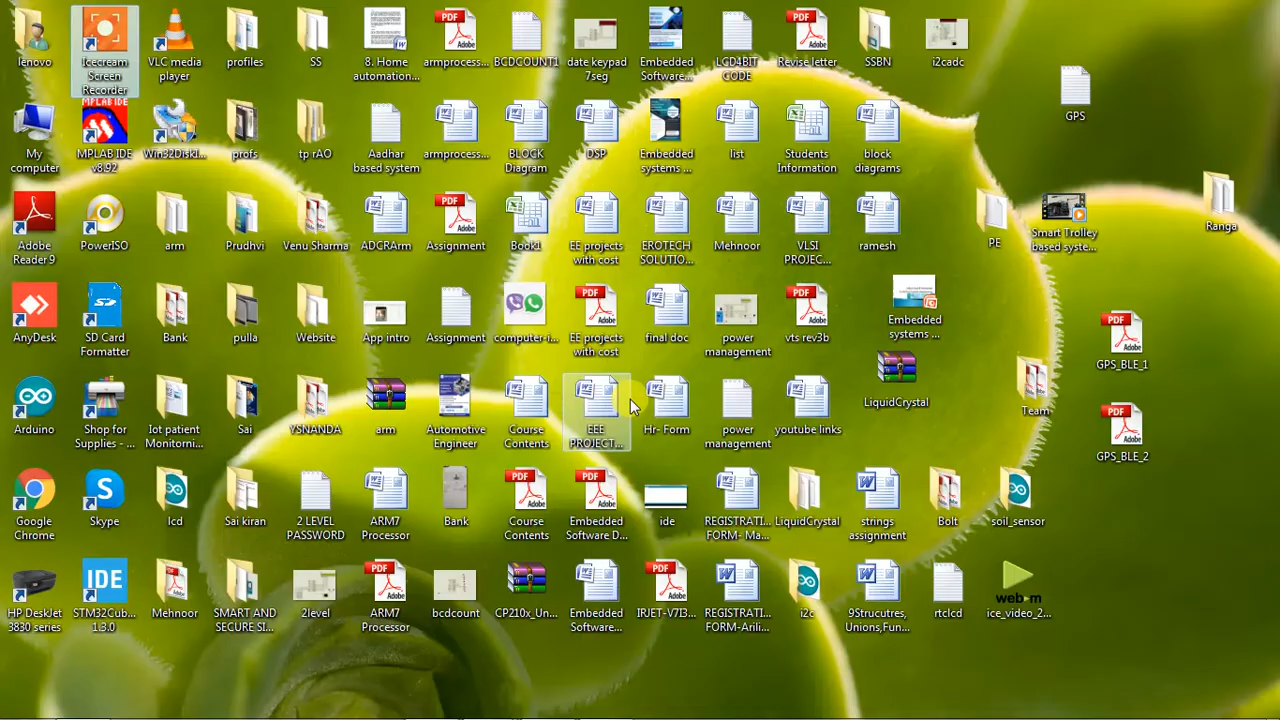 lenovo
Icecream
Screen
Recorder
VLC media
player
profiles
SS
8. Home
automation...
armprocess...
BCDCOUNT1
date keypad
7seg
Embedded
Software...
LCD4BIT
CODE
Revise letter
SSBN
i2cadc
GPS
My
computer
MPLAB IDE
v8.92
Win32Diski...
profs
tp rAO
Aadhar
based system
armprocess...
BLOCK
Diagram
DSP
Embedded
systems ...
list
Students
Information
block
diagrams
Adobe
Reader 9
PowerISO
arm
Prudhvi
Venu Sharma
ADCRArm
Assignment
Book1
EE projects
with cost
EROTECH
SOLUTIO...
Mehnoor
VLSI
PROJEC...
ramesh
PE
Smart Trolley
based syste...
Ranga
AnyDesk
SD Card
Formatter
Bank
pulla
Website
App intro
Assignment
computer-i...
EE projects
with cost
final doc
power
management
vts rev3b
Embedded
systems ...
GPS_BLE_1
Arduino
Shop for
Supplies - ...
Iot patient
Monitorni...
Sai
VSNANDA
arm
Automotive
Engineer
Course
Contents
EEE
PROJECT...
Hr- Form
power
management
youtube links
LiquidCrystal
Team
GPS_BLE_2
Google
Chrome
Skype
lcd
Sai kiran
2 LEVEL
PASSWORD
ARM7
Processor
Bank
Course
Contents
Embedded
Software D...
ide
REGISTRATI...
FORM- Ma...
LiquidCrystal
strings
assignment
Bolt
soil_sensor
HP Deskjet
3830 series
STM32Cub...
1.3.0
Mehnoor
SMART AND
SECURE SI...
2level
ARM7
Processor
bcdcount
CP210x_Un...
Embedded
Software...
IRJET-V7I3...
REGISTRATI...
FORM-Arili...
i2c
9Strucutres,
Unions,Fun...
rtclcd
ice_video_2...